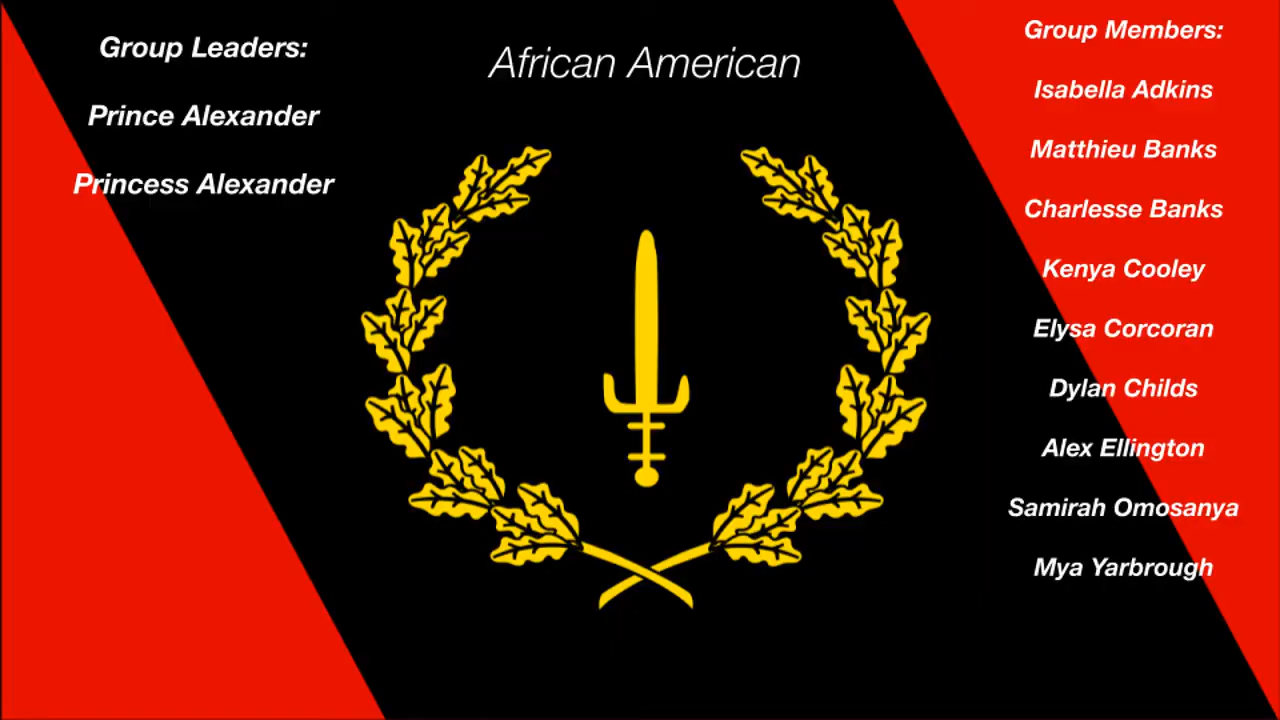 Group Leaders:
Prince Alexander
Princess Alexander
African American
Group Members:
Isabella Adkins
Matthieu Banks
Charlesse Banks
Kenya Cooley
Elysa Corcoran
Dylan Childs
Alex Ellington
Samirah Omosanya
Mya Yarbrough